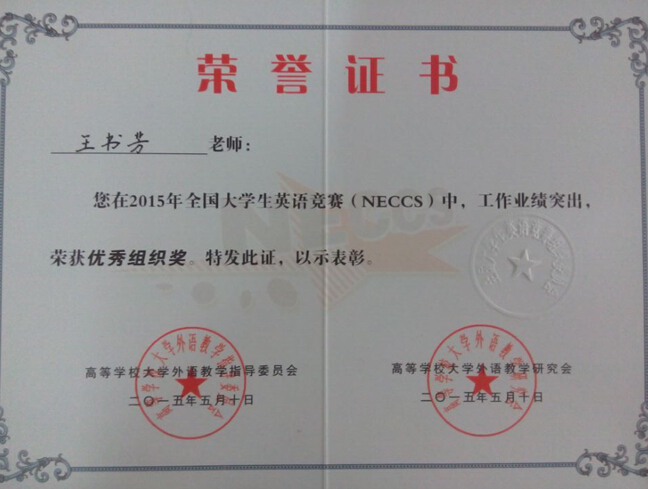 荣誉证书
王书芳 老师：
您在2015年全国大学生英语竞赛（NECCS）中，工作业绩突出，
荣获优秀组织奖。特发此证，以示表彰。
NECCS
高等学校大学外语教学指导委员会
二〇一五年五月十日
高等学校大学外语教学研究会
二〇一五年五月十日